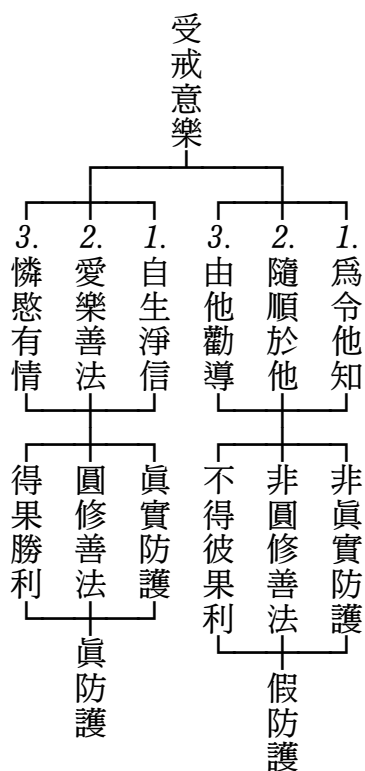 受戒意樂
1.為令他知
2.隨順於他
3.由他勸導
1.自生淨信
2.愛樂善法
3.憐愍有情
非眞實防護
非圓修善法
不得彼果利
眞實防護
圓修善法
得果勝利
假防護
眞防護